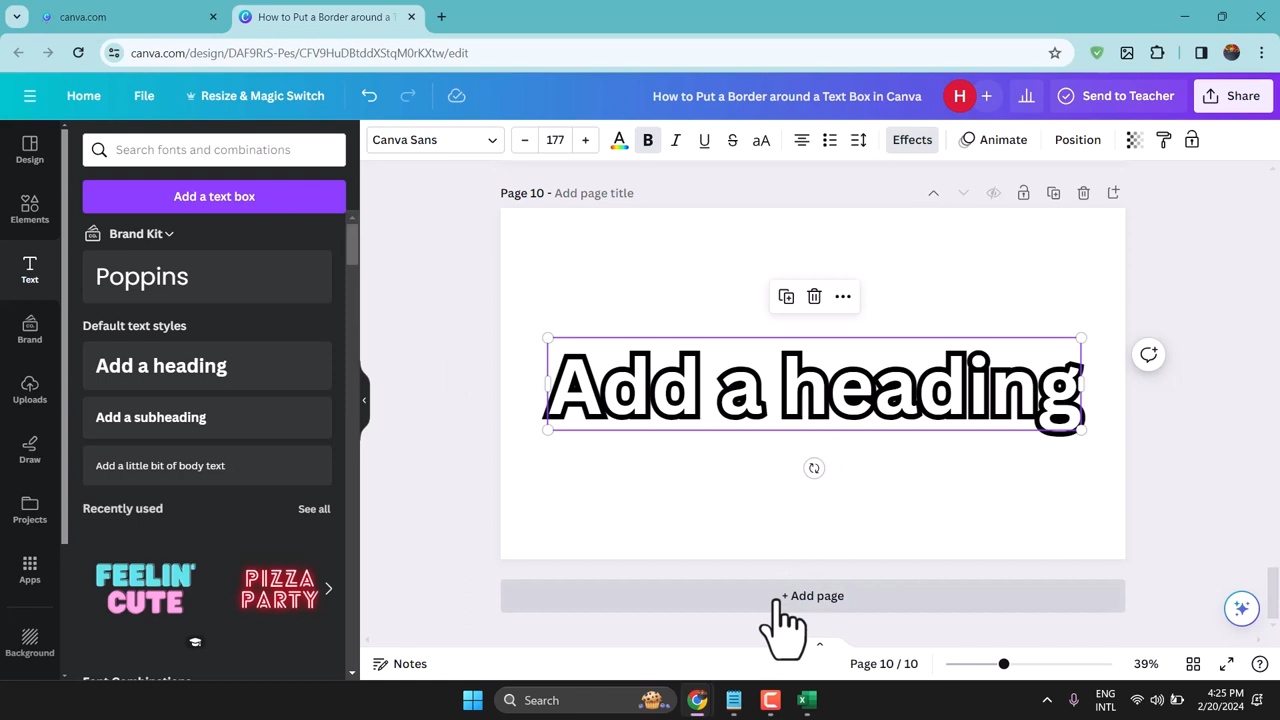 canva.com
How to Put a Border around a T
canva.com/design/DAF9RrS-Pes/CFV9HuDBtddXStqM0rKXtw/edit
Home File Resize & Magic Switch How to Put a Border around a Text Box in Canva H Send to Teacher Share
Design
Elements
Text
Brand
Uploads
Draw
Projects
Apps
Background
Search fonts and combinations
Add a text box
Brand Kit
Poppins
Default text styles
Add a heading
Add a subheading
Add a little bit of body text
Recently used See all
FEELIN'
CUTE
PIZZA
PARTY
Canva Sans 177 A B I U S aA Effects Animate Position
Page 10 - Add page title
Add a heading
+ Add page
Notes Page 10 / 10 39%
Search
ENG
INTL
4:25 PM
2/20/2024